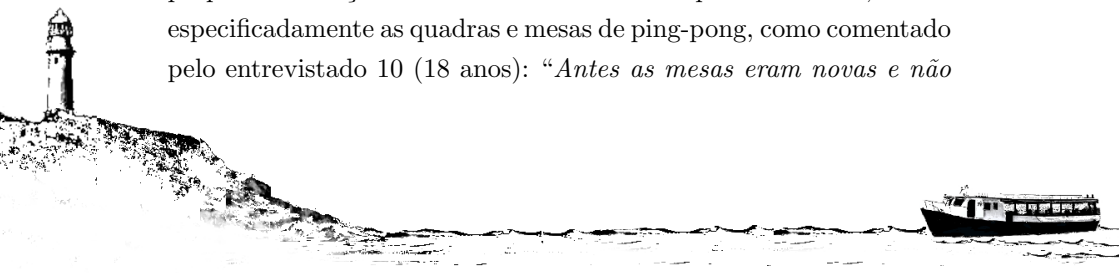 especificadamente as quadras e mesas de ping-pong, como comentado
pelo entrevistado 10 (18 anos): “Antes as mesas eram novas e não